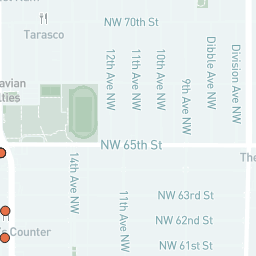 NW 70th St
Tarasco
12th Ave NW
11th Ave NW
10th Ave NW
9th Ave NW
Dibble Ave NW
Division Ave NW
NW 65th St
14th Ave NW
11th Ave NW
NW 63rd St
NW 62nd St
NW 61st St
Counter
The